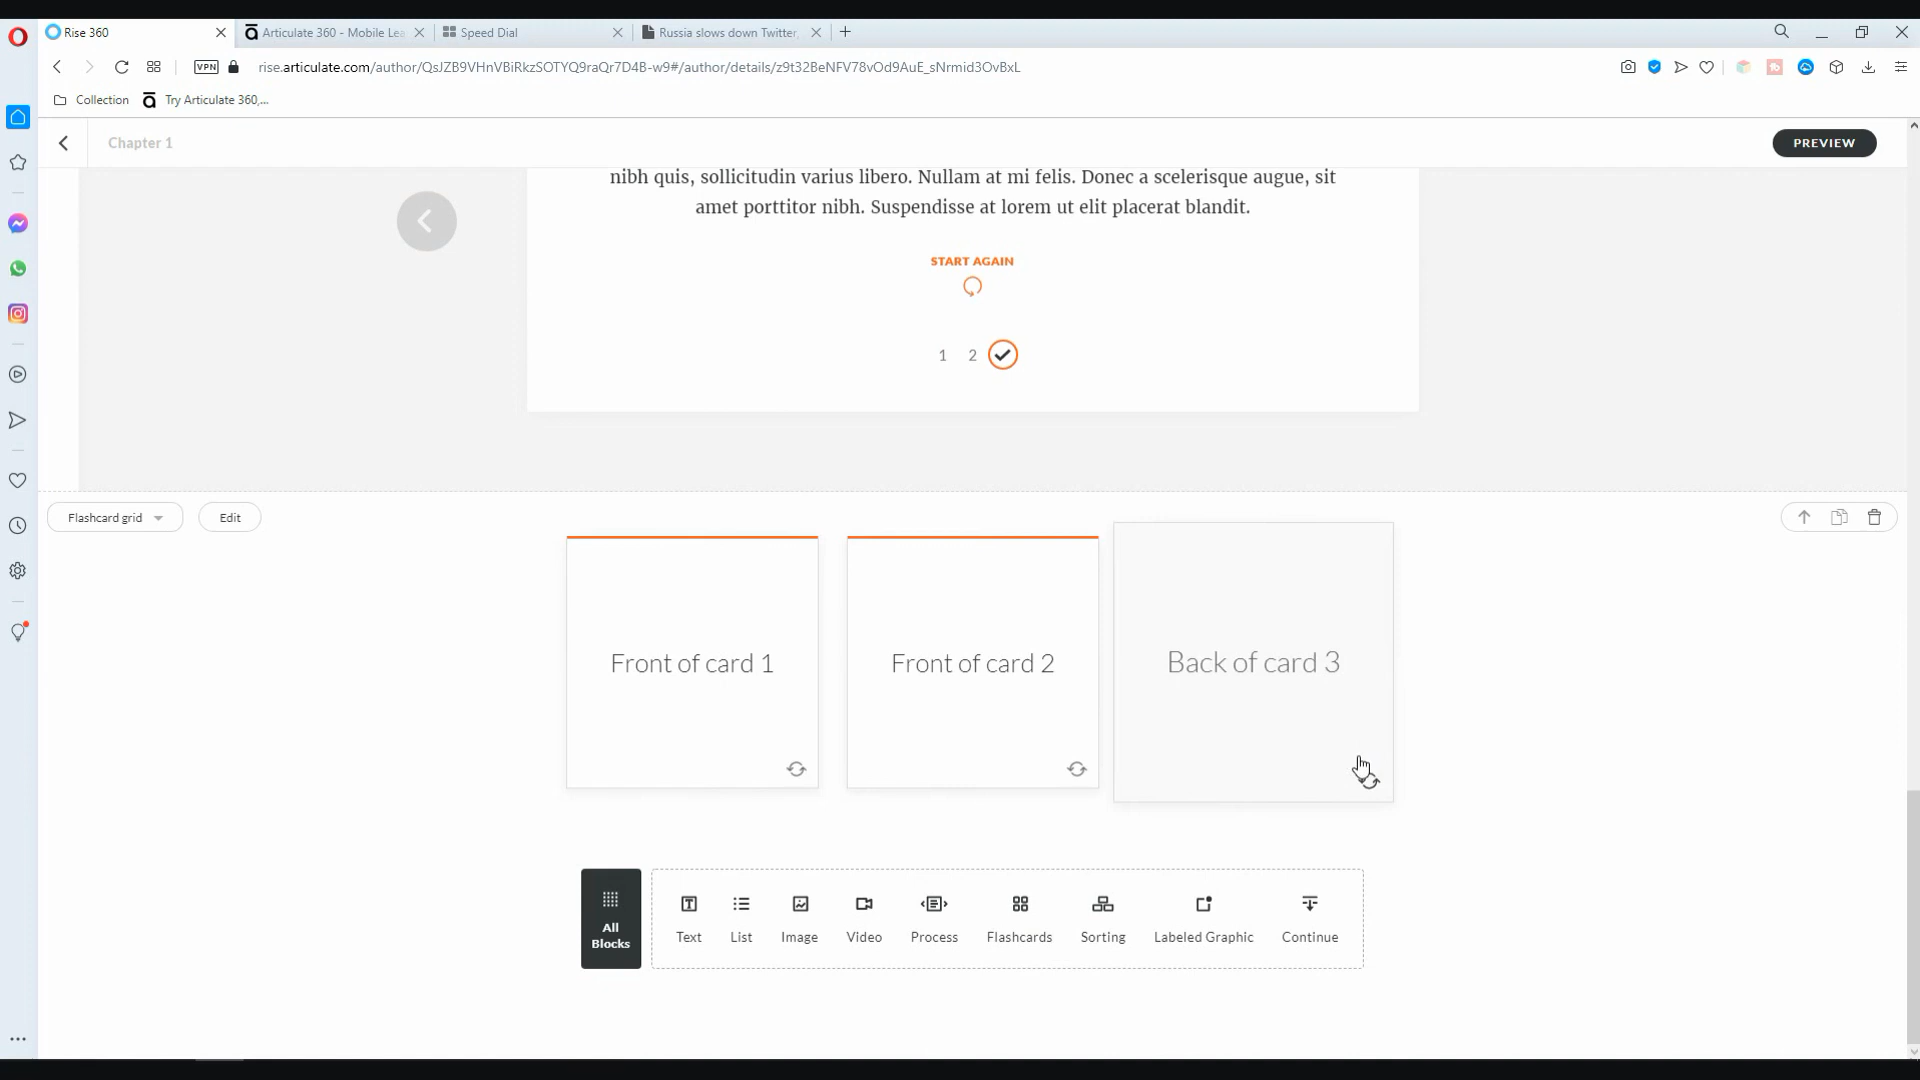 Rise 360
Articulate 360 - Mobile Lea
Speed Dial
Russia slows down Twitter,
VPN
rise.articulate.com/author/QsJZB9VHnVBiRkzSOTYQ9raQr7D4B-w9#/author/details/z9t32BeNFV78vOd9AuE_sNrmid3OvBxL
Collection
Try Articulate 360,...
Chapter 1
PREVIEW
nibh quis, sollicitudin varius libero. Nullam at mi felis. Donec a scelerisque augue, sit
amet porttitor nibh. Suspendisse at lorem ut elit placerat blandit.
START AGAIN
1 2
Flashcard grid
Edit
Front of card 1
Front of card 2
Back of card 3
All
Blocks
Text
List
Image
Video
Process
Flashcards
Sorting
Labeled Graphic
Continue